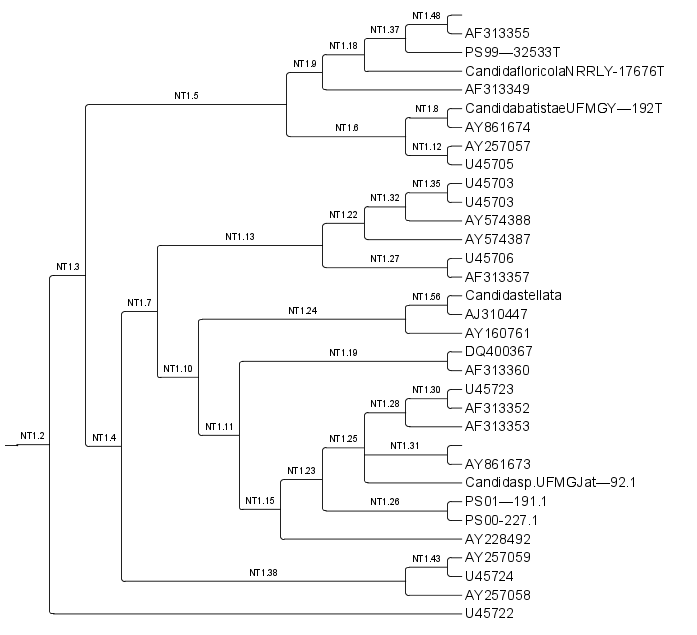 NT1.48
AF313355
NT1.37
PS99—32533T
NT1.18
CandidafloricolaNRRLY-17676T
NT1.9
AF313349
NT1.5
CandidabatistaeUFMGY—192T
NT1.8
AY861674
NT1.6
AY257057
NT1.12
U45705
U45703
NT1.35
U45703
NT1.32
AY574388
NT1.22
AY574387
NT1.13
U45706
NT1.27
AF313357
NT1.3
Candidastellata
NT1.56
AJ310447
NT1.7
NT1.24
AY160761
DQ400367
NT1.19
AF313360
NT1.10
U45723
NT1.30
AF313352
NT1.28
AF313353
NT1.11
NT1.2
NT1.4
NT1.25
NT1.31
AY861673
NT1.23
Candidasp.UFMGJat—92.1
NT1.15
PS01—191.1
NT1.26
PS00-227.1
AY228492
AY257059
NT1.43
U45724
NT1.38
AY257058
U45722